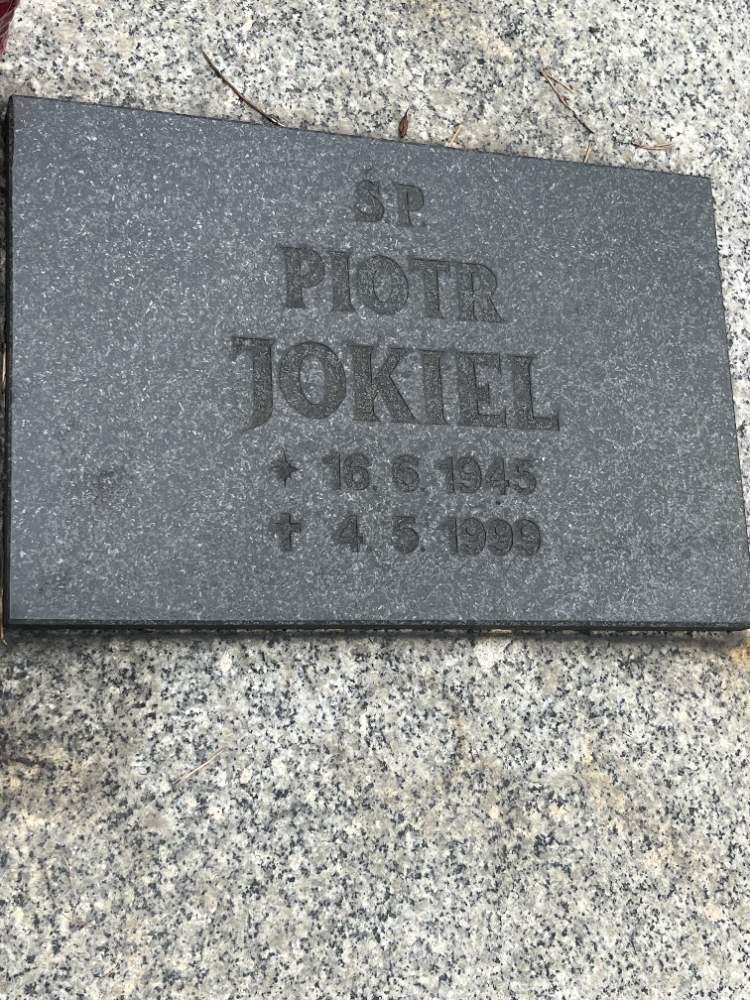 Ś.P.
PIOTR
JOKIEL
* 16. 6. 1945
✝ 4. 5. 1999